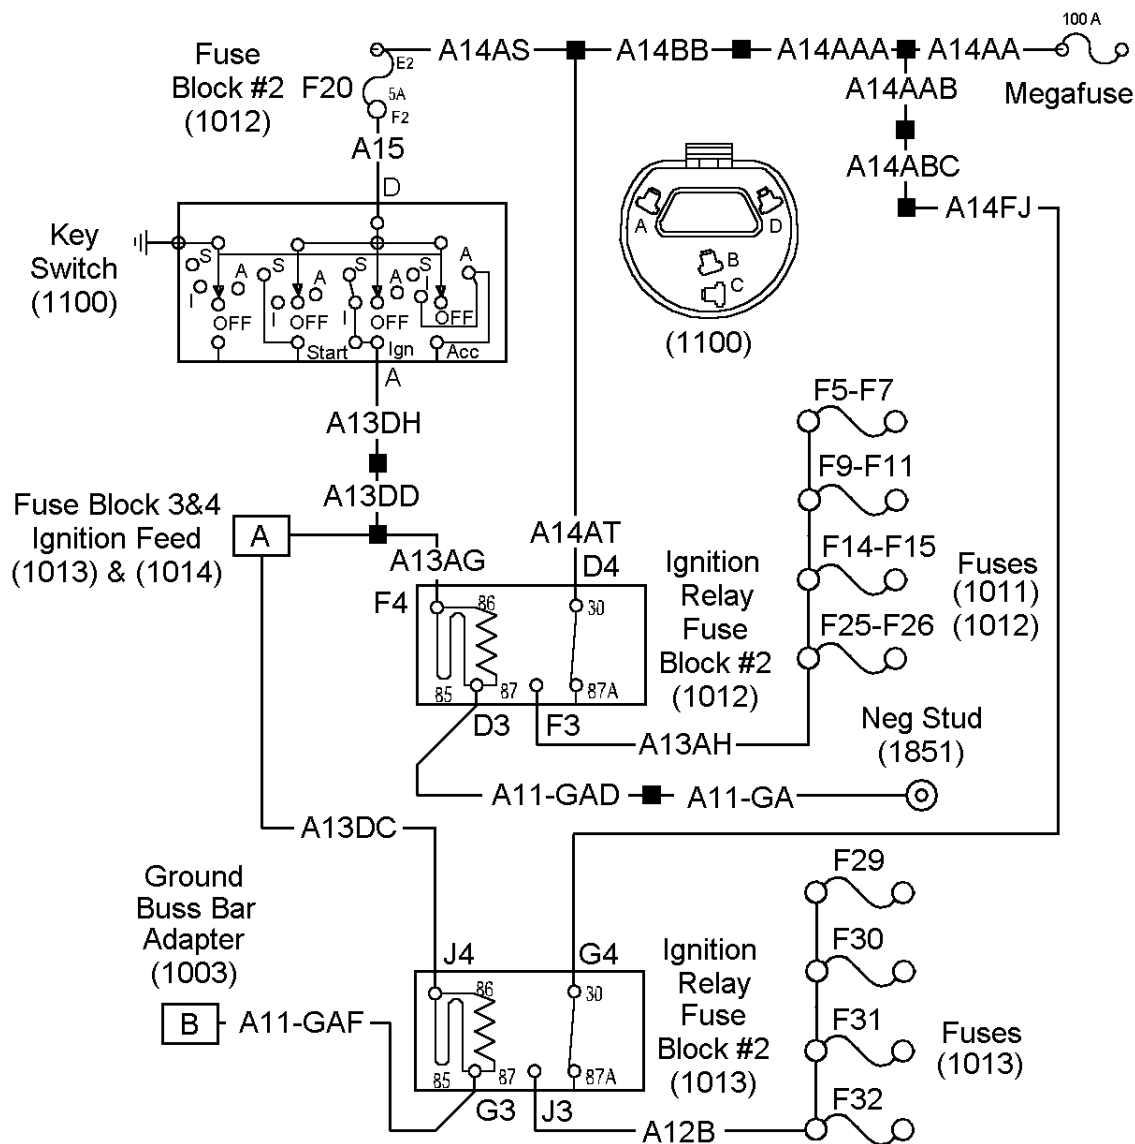 100 A
A14AS
A14BB
A14AAA
A14AA
Megafuse
Fuse
Block #2
(1012)
F20
E2
5A
F2
A15
D
A14AAB
A14ABC
A14FJ
Key
Switch
(1100)
S
I
A
OFF
S
I
A
OFF
Start
S
I
A
OFF
Ign
S
I
A
OFF
Acc
A
A
D
B
C
(1100)
A13DH
A13DD
Fuse Block 3&4
Ignition Feed
(1013) & (1014)
A
A13AG
F4
A14AT
D4
86
30
85
87
87A
D3
F3
Ignition
Relay
Fuse
Block #2
(1012)
F5-F7
F9-F11
F14-F15
F25-F26
Fuses
(1011)
(1012)
A13AH
Neg Stud
(1851)
A11-GAD
A11-GA
A13DC
Ground
Buss Bar
Adapter
(1003)
B
A11-GAF
J4
G4
86
30
85
87
87A
G3
J3
Ignition
Relay
Fuse
Block #2
(1013)
A12B
F29
F30
F31
F32
Fuses
(1013)